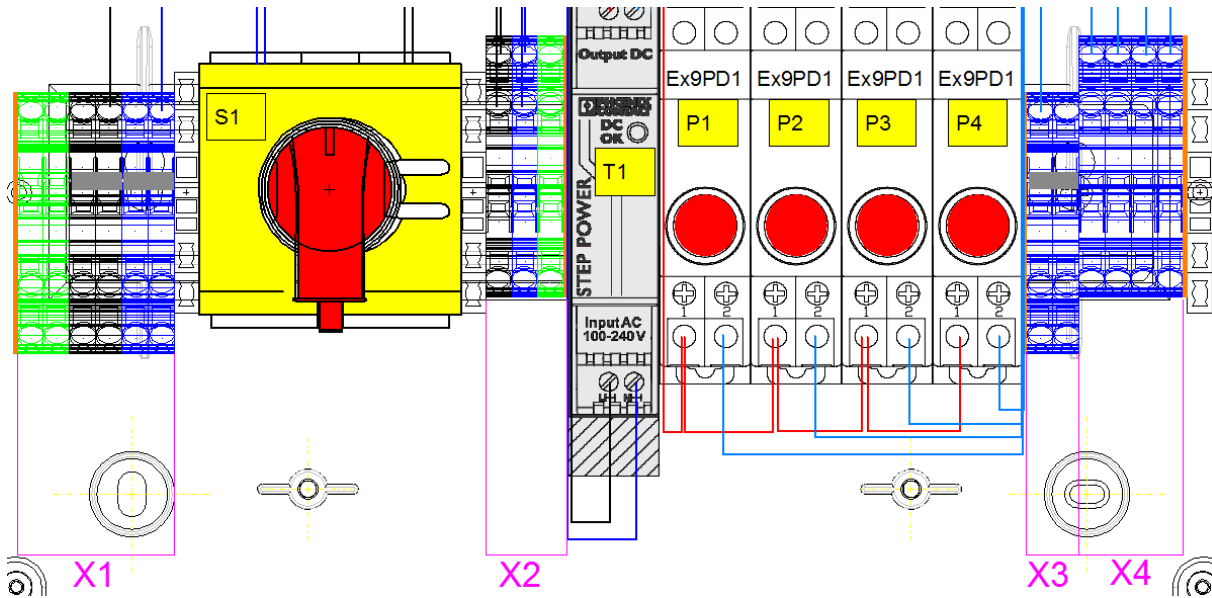 Output DC
Ex9PD1 Ex9PD1 Ex9PD1 Ex9PD1
S1
P1 P2 P3 P4
DC
OK
T1
STEP POWER
1 2 1 2 1 2 1 2
Input AC
100-240 V
X1 X2 X3 X4